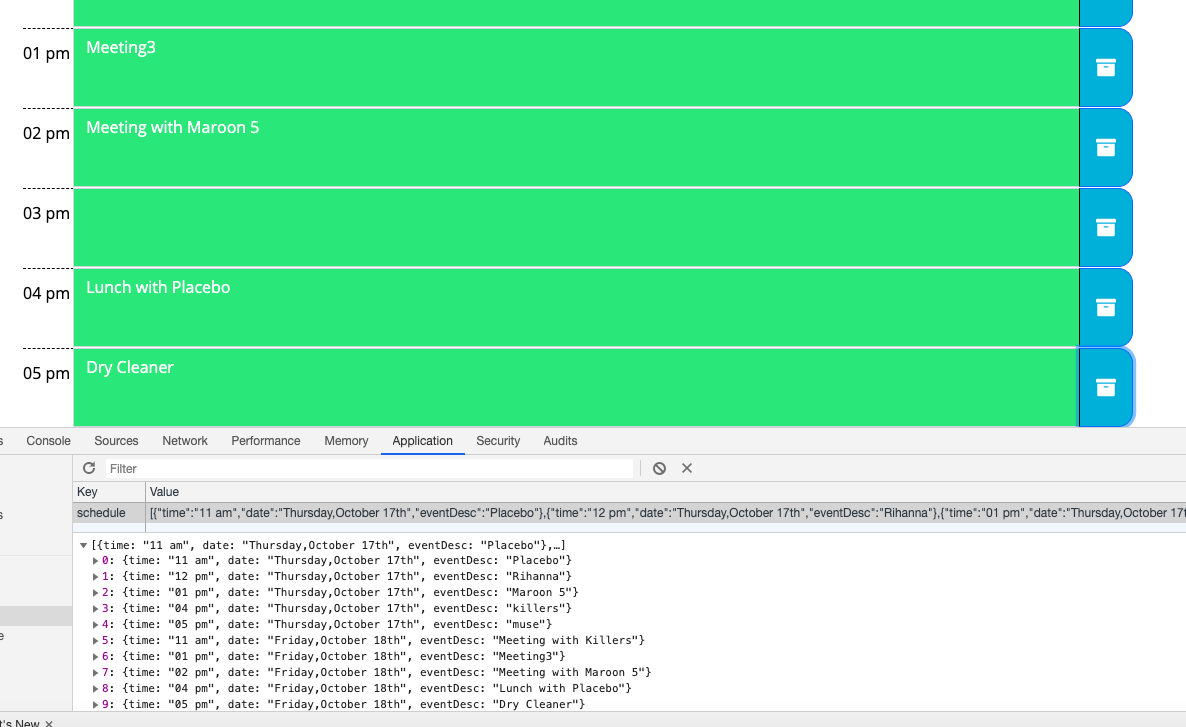 01 pm Meeting3
02 pm Meeting with Maroon 5
03 pm
04 pm Lunch with Placebo
05 pm Dry Cleaner
s Console Sources Network Performance Memory Application Security Audits
Filter
Key Value
schedule [{"time":"11 am","date":"Thursday,October 17th","eventDesc":"Placebo"},{"time":"12 pm","date":"Thursday,October 17th","eventDesc":"Rihanna"},{"time":"01 pm","date":"Thursday,October 17t
s
[{time: "11 am", date: "Thursday,October 17th", eventDesc: "Placebo"},…]
0: {time: "11 am", date: "Thursday,October 17th", eventDesc: "Placebo"}
1: {time: "12 pm", date: "Thursday,October 17th", eventDesc: "Rihanna"}
2: {time: "01 pm", date: "Thursday,October 17th", eventDesc: "Maroon 5"}
3: {time: "04 pm", date: "Thursday,October 17th", eventDesc: "killers"}
4: {time: "05 pm", date: "Thursday,October 17th", eventDesc: "muse"}
e
5: {time: "11 am", date: "Friday,October 18th", eventDesc: "Meeting with Killers"}
6: {time: "01 pm", date: "Friday,October 18th", eventDesc: "Meeting3"}
7: {time: "02 pm", date: "Friday,October 18th", eventDesc: "Meeting with Maroon 5"}
8: {time: "04 pm", date: "Friday,October 18th", eventDesc: "Lunch with Placebo"}
9: {time: "05 pm", date: "Friday,October 18th", eventDesc: "Dry Cleaner"}
t's New